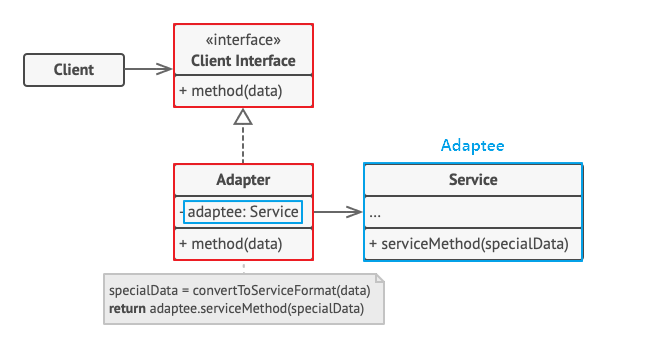 «interface»
Client Interface
Client
+ method(data)
Adaptee
Adapter
Service
- adaptee: Service
...
+ method(data)
+ serviceMethod(specialData)
specialData = convertToServiceFormat(data)
return adaptee.serviceMethod(specialData)